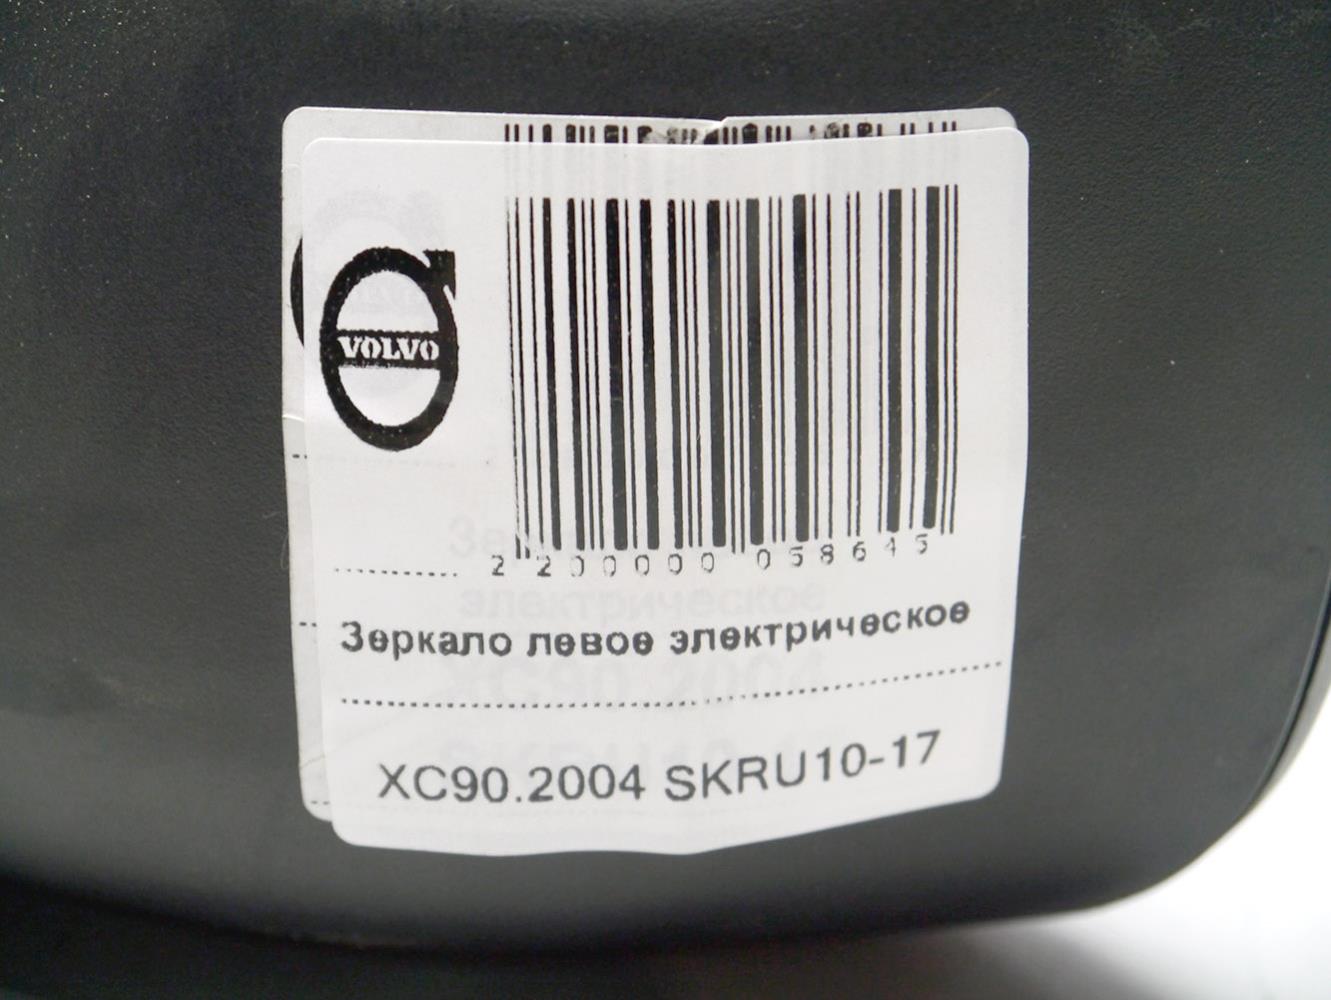 VOLVO
2 200000 058645
Зеркало левое электрическое
XC90.2004 SKRU10-17